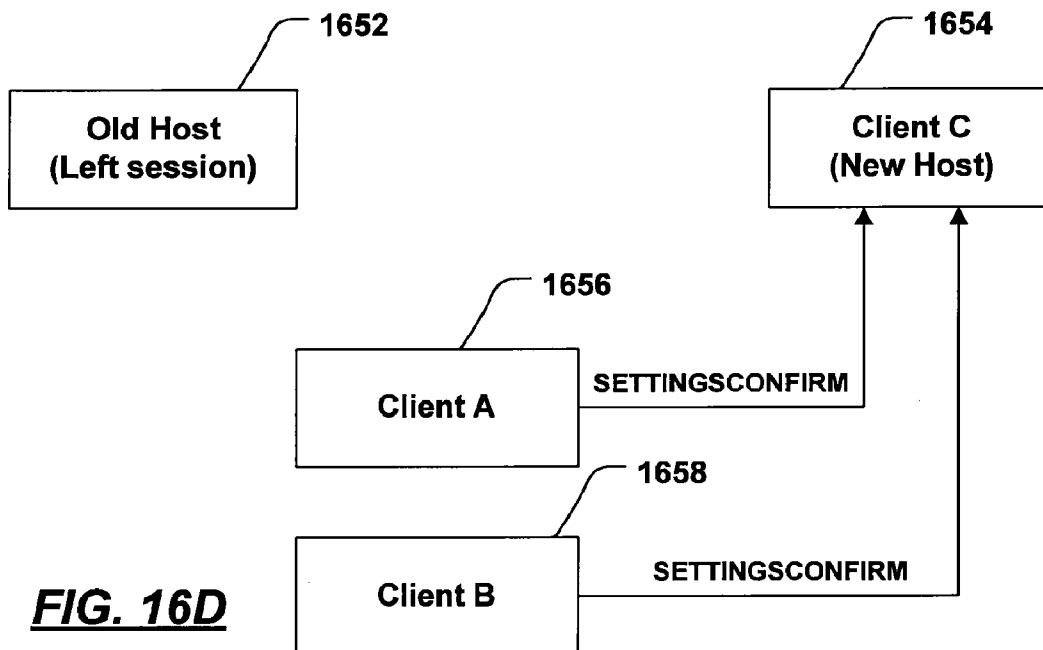 1652
1654
Old Host
(Left session)
Client C
(New Host)
1656
Client A
SETTINGSCONFIRM
1658
Client B
SETTINGSCONFIRM
FIG. 16D